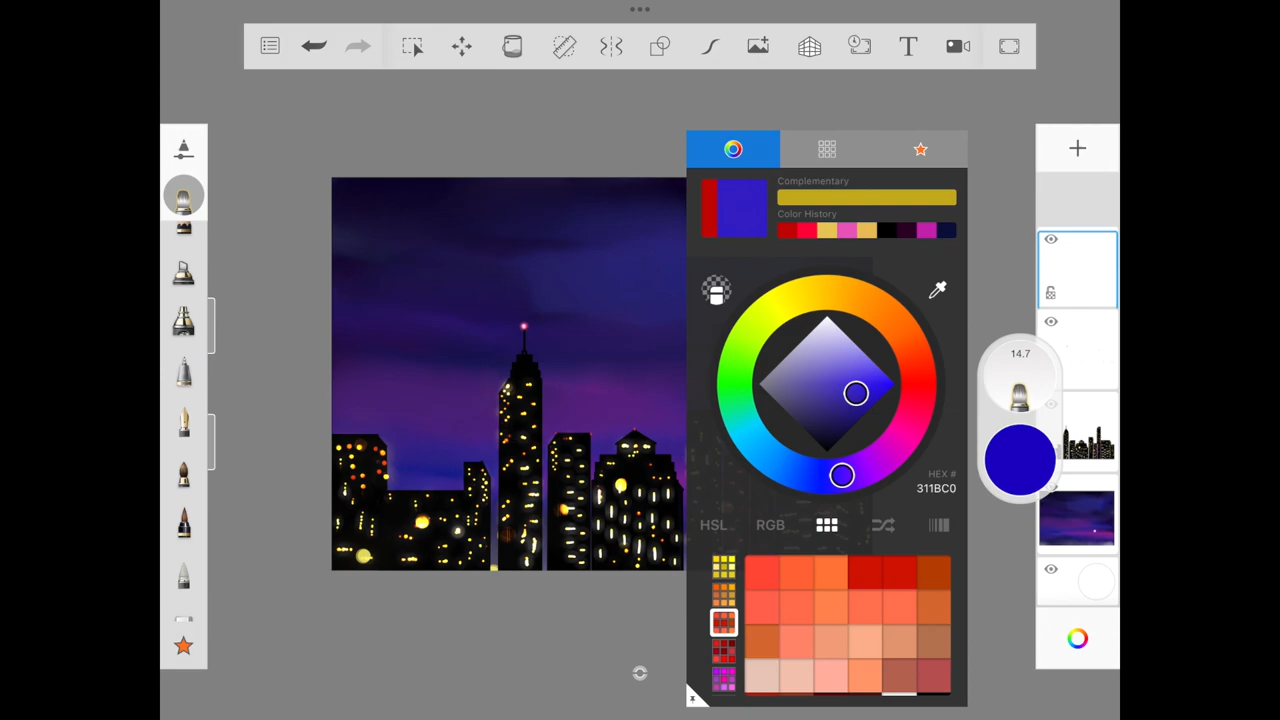 T
Complementary
Color History
14.7
HEX #
311BC0
HSL
RGB